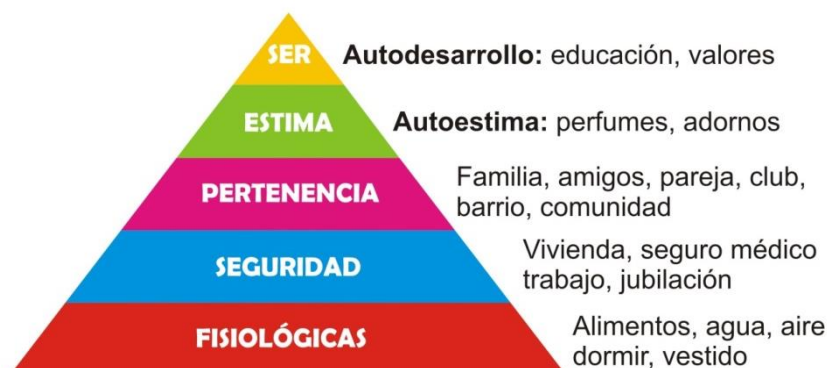 SER
Autodesarrollo: educación, valores
ESTIMA
Autoestima: perfumes, adornos
PERTENENCIA
Familia, amigos, pareja, club,
barrio, comunidad
SEGURIDAD
Vivienda, seguro médico
trabajo, jubilación
FISIOLÓGICAS
Alimentos, agua, aire
dormir, vestido